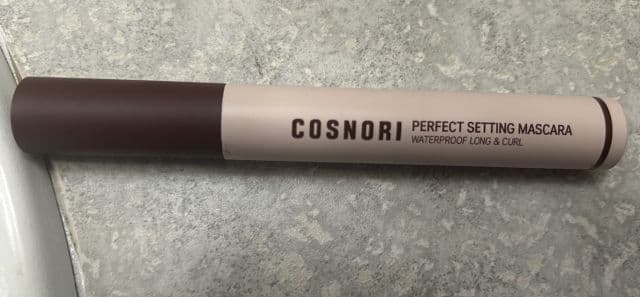 COSNORI
PERFECT SETTING MASCARA
WATERPROOF LONG & CURL